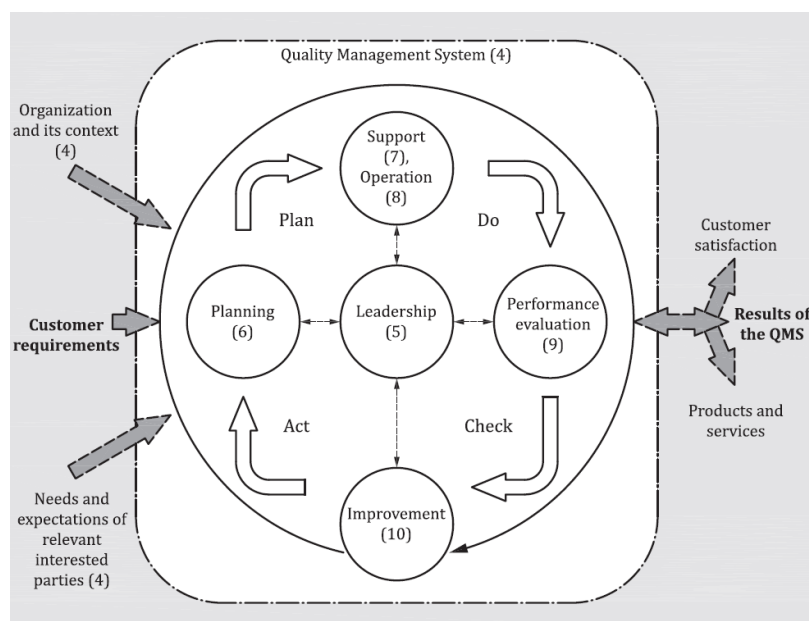 Quality Management System (4)
Organization
and its context
(4)
Support
(7),
Operation
(8)
Plan
Do
Customer
satisfaction
Planning
(6)
Leadership
(5)
Performance
evaluation
(9)
Customer
requirements
Results of
the QMS
Act
Check
Products and
services
Needs and
expectations of
relevant
interested
parties (4)
Improvement
(10)